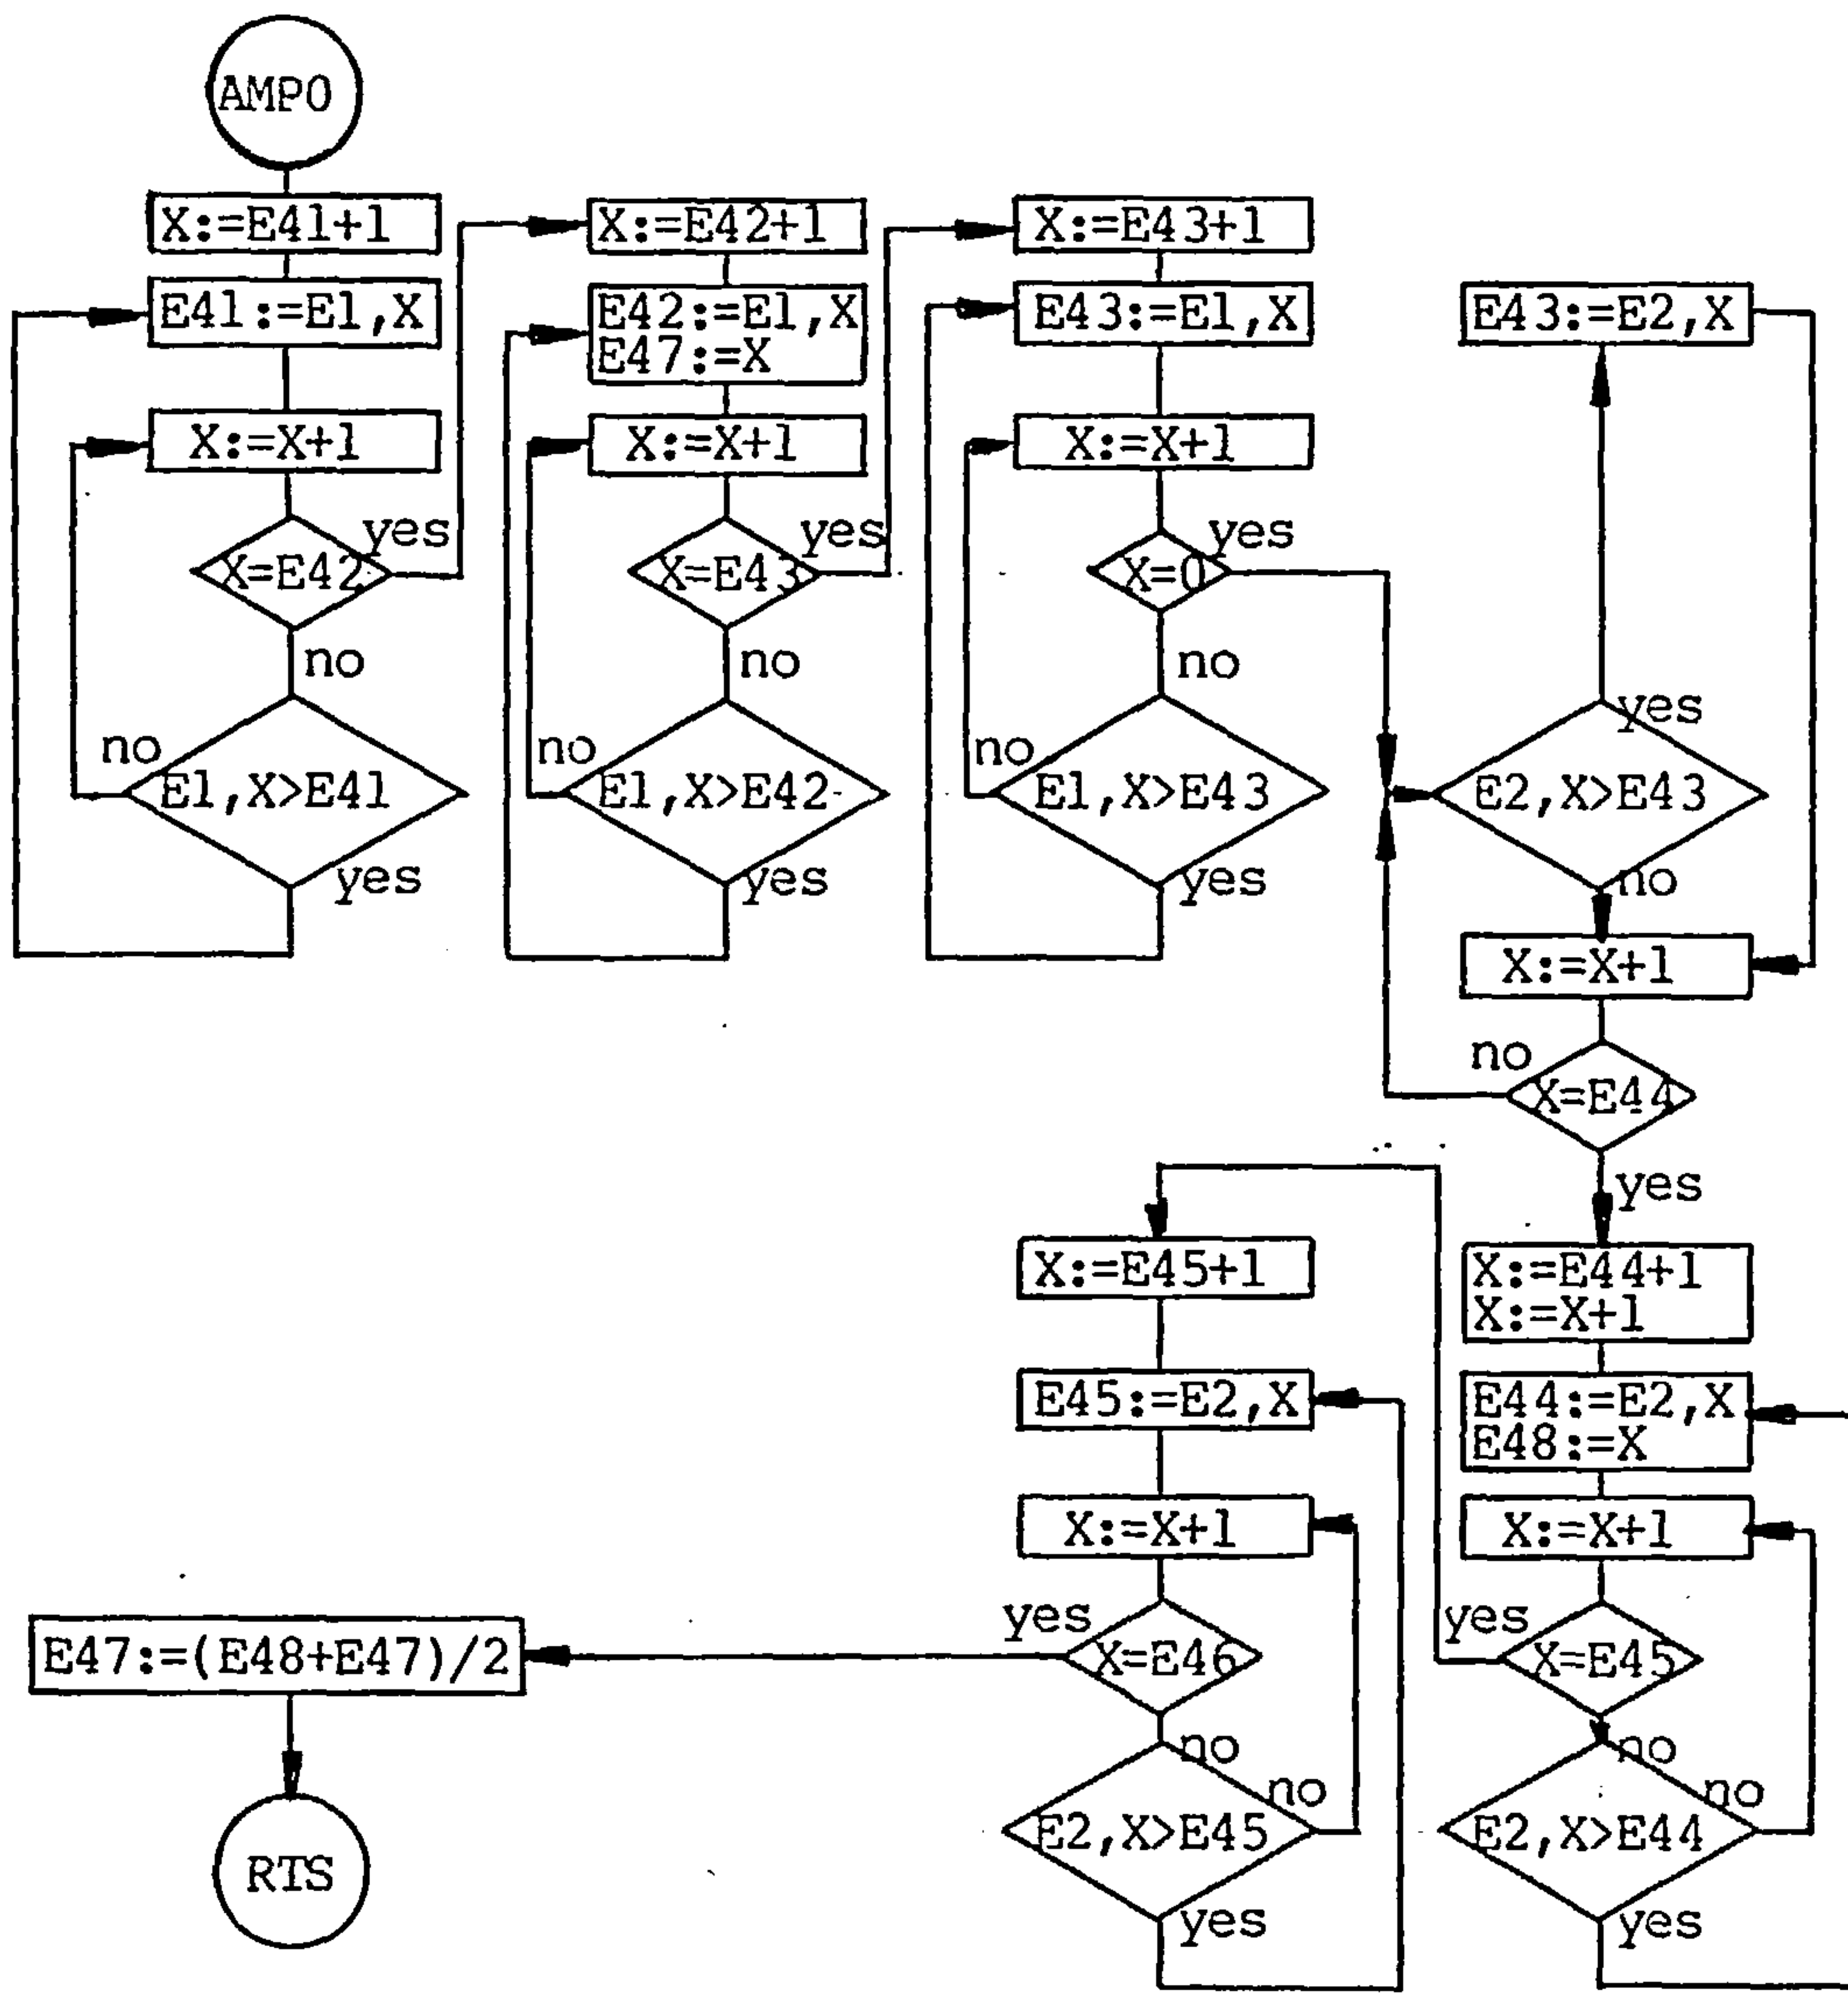 AMPO
X:=E41+1
E41:=E1,X
X:=X+1
X=E42
yes
no
no
E1,X>E41
yes
X:=E42+1
E42:=E1,X
E47:=X
X:=X+1
X=E43
yes
no
no
E1,X>E42
yes
X:=E43+1
E43:=E1,X
X:=X+1
X=0
yes
no
no
E1,X>E43
yes
E43:=E2,X
yes
E2,X>E43
no
X:=X+1
no
X=E44
yes
X:=E44+1
X:=X+1
E44:=E2,X
E48:=X
X:=X+1
yes
X=E45
no
no
E2,X>E44
yes
X:=E45+1
E45:=E2,X
X:=X+1
yes
X=E46
no
no
E2,X>E45
yes
E47:=(E48+E47)/2
RTS